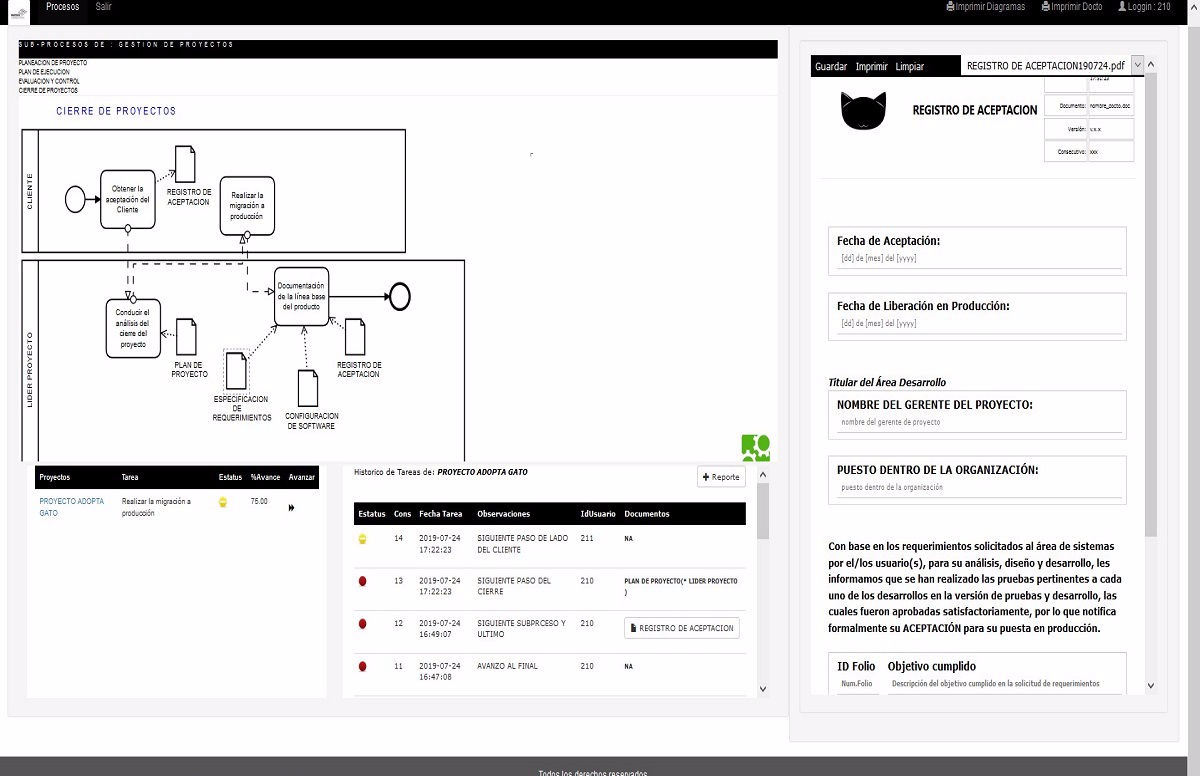 Procesos
Salir
Imprimir Diagramas
Imprimir Docto
Loggin : 210
SUB-PROCESOS DE : GESTION DE PROYECTOS
PLANEACION DE PROYECTO
PLAN DE EJECUCION
EVALUACION Y CONTROL
CIERRE DE PROYECTOS
CIERRE DE PROYECTOS
CLIENTE
Obtener la
aceptación del
Cliente
REGISTRO DE
ACEPTACION
Realizar la
migración a
producción
LIDER PROYECTO
Documentación
de la línea base
del producto
Conducir el
análisis del
cierre del
proyecto
PLAN DE
PROYECTO
REGISTRO DE
ACEPTACION
ESPECIFICACION
DE
REQUERIMIENTOS
CONFIGURACION
DE SOFTWARE
Proyectos Tarea Estatus %Avance Avanzar
PROYECTO ADOPTA
GATO
Realizar la migración a
producción
75.00
Historico de Tareas de: PROYECTO ADOPTA GATO
+ Reporte
Estatus Cons Fecha Tarea Observaciones IdUsuario Documentos
14 2019-07-24 SIGUIENTE PASO DE LADO 211 NA
17:22:23 DEL CLIENTE
13 2019-07-24 SIGUIENTE PASO DEL 210 PLAN DE PROYECTO(* LIDER PROYECTO
17:22:23 CIERRE )
12 2019-07-24 SIGUIENTE SUBPRCESO Y 210 REGISTRO DE ACEPTACION
16:49:07 ULTIMO
11 2019-07-24 AVANZO AL FINAL 210 NA
16:47:08
Guardar Imprimir Limpiar
REGISTRO DE ACEPTACION190724.pdf
REGISTRO DE ACEPTACION
Documento: nombre_docto.doc
Versión: v.x.x
Consecutivo: xxx
Fecha de Aceptación:
[dd] de [mes] del [yyyy]
Fecha de Liberación en Producción:
[dd] de [mes] del [yyyy]
Titular del Área Desarrollo
NOMBRE DEL GERENTE DEL PROYECTO:
nombre del gerente de proyecto
PUESTO DENTRO DE LA ORGANIZACIÓN:
puesto dentro de la organización
Con base en los requerimientos solicitados al área de sistemas
por el/los usuario(s), para su análisis, diseño y desarrollo, les
informamos que se han realizado las pruebas pertinentes a cada
uno de los desarrollos en la versión de pruebas y desarrollo, las
cuales fueron aprobadas satisfactoriamente, por lo que notifica
formalmente su ACEPTACIÓN para su puesta en producción.
ID Folio Objetivo cumplido
Num.Folio Descripción del objetivo cumplido en la solicitud de requerimientos
Todos los derechos reservados